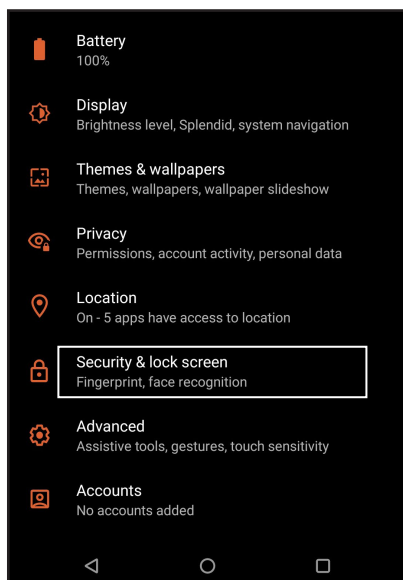 Battery
100%
Display
Brightness level, Splendid, system navigation
Themes & wallpapers
Themes, wallpapers, wallpaper slideshow
Privacy
Permissions, account activity, personal data
Location
On - 5 apps have access to location
Security & lock screen
Fingerprint, face recognition
Advanced
Assistive tools, gestures, touch sensitivity
Accounts
No accounts added